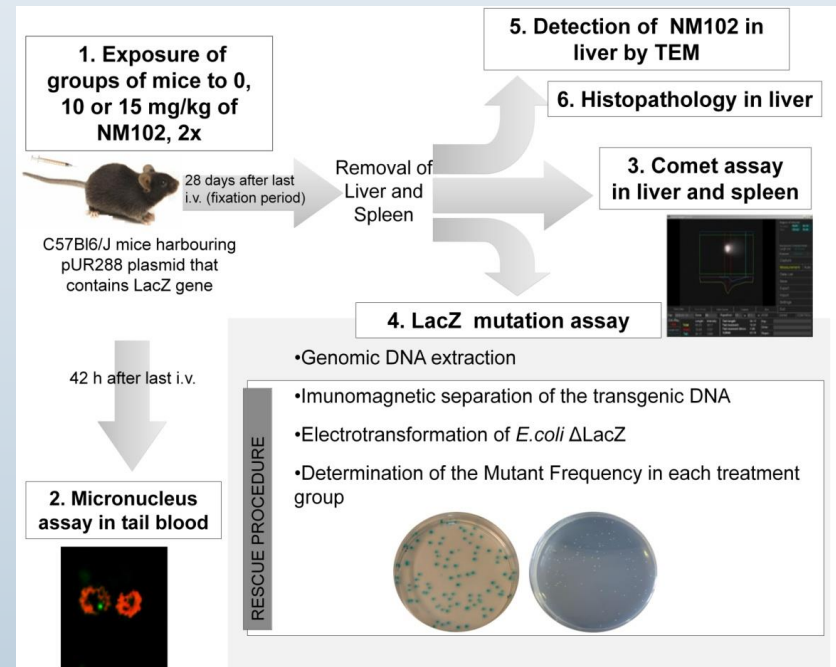 1. Exposure of
groups of mice to 0,
10 or 15 mg/kg of
NM102, 2x
28 days after last
i.v. (fixation period)
C57Bl6/J mice harbouring
pUR288 plasmid that
contains LacZ gene
42 h after last i.v.
2. Micronucleus
assay in tail blood
Removal of
Liver and
Spleen
5. Detection of NM102 in
liver by TEM
6. Histopathology in liver
3. Comet assay
in liver and spleen
4. LacZ mutation assay
•Genomic DNA extraction
RESCUE PROCEDURE
•Imunomagnetic separation of the transgenic DNA
•Electrotransformation of E.coli ΔLacZ
•Determination of the Mutant Frequency in each treatment
group